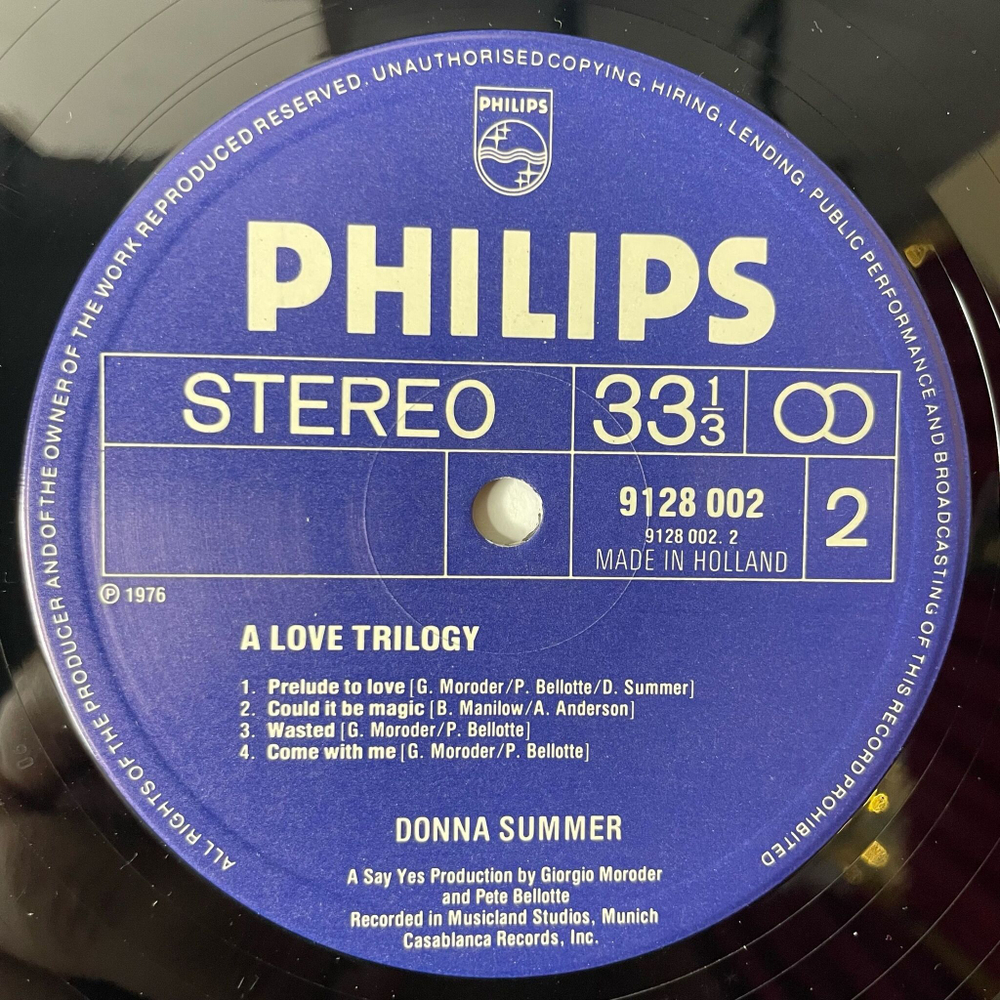 ALL RIGHTS OF THE PRODUCER AND OF THE OWNER OF THE WORK REPRODUCED RESERVED. UNAUTHORISED COPYING, HIRING, LENDING, PUBLIC PERFORMANCE AND BROADCASTING OF THIS RECORD PROHIBITED
PHILIPS
PHILIPS
STEREO 33 1/3
9128 002 2
9128 002. 2
MADE IN HOLLAND
℗ 1976
A LOVE TRILOGY
1. Prelude to love [G. Moroder/P. Bellotte/D. Summer]
2. Could it be magic [B. Manilow/A. Anderson]
3. Wasted [G. Moroder/P. Bellotte]
4. Come with me [G. Moroder/P. Bellotte]
DONNA SUMMER
A Say Yes Production by Giorgio Moroder
and Pete Bellotte
Recorded in Musicland Studios, Munich
Casablanca Records, Inc.